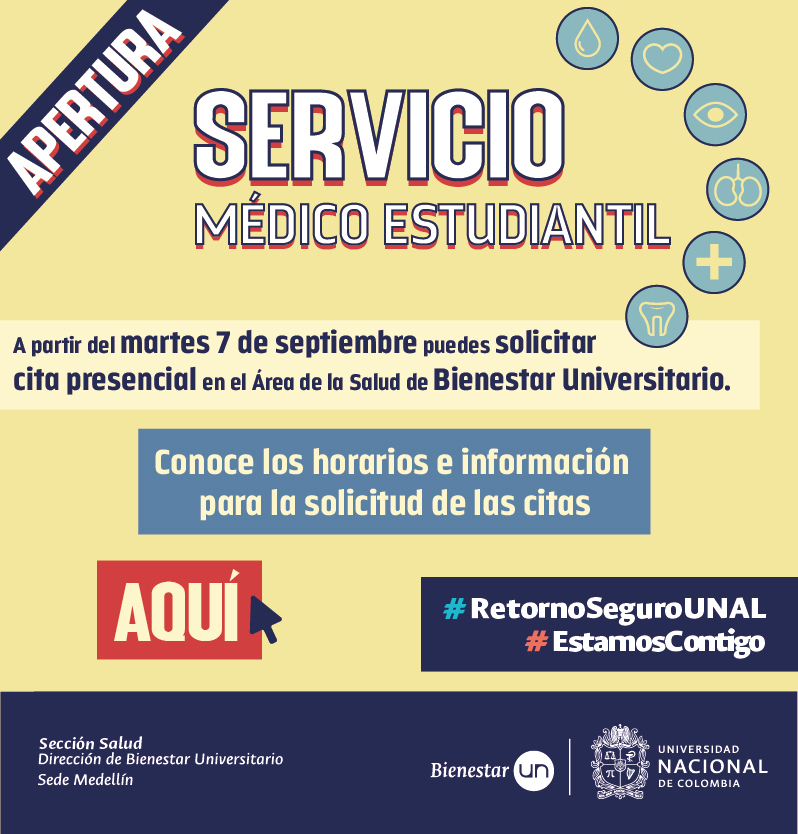 APERTURA
SERVICIO
MÉDICO ESTUDIANTIL
A partir del martes 7 de septiembre puedes solicitar
cita presencial en el Área de la Salud de Bienestar Universitario.
Conoce los horarios e información
para la solicitud de las citas
AQUÍ
# RetornoSeguroUNAL
# EstamosContigo
Sección Salud
Dirección de Bienestar Universitario
Sede Medellín
Bienestar un
UNIVERSIDAD
NACIONAL
DE COLOMBIA